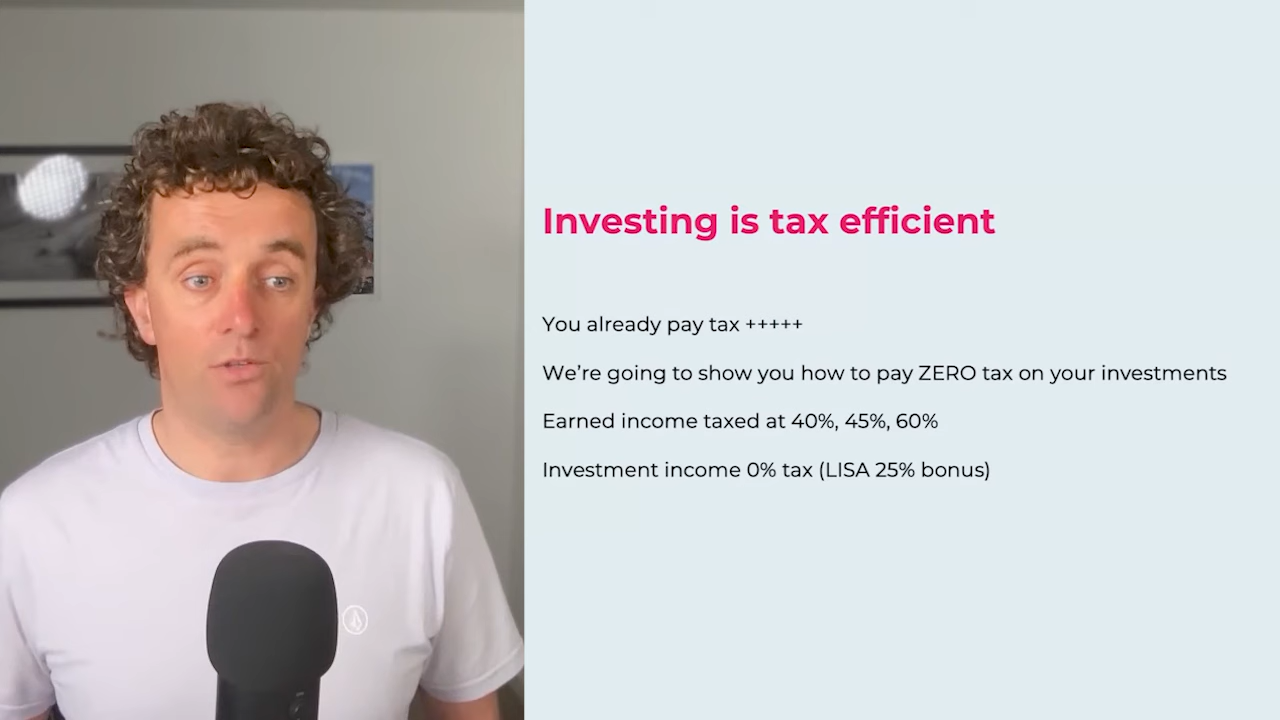 Investing is tax efficient
You already pay tax +++++
We’re going to show you how to pay ZERO tax on your investments
Earned income taxed at 40%, 45%, 60%
Investment income 0% tax (LISA 25% bonus)